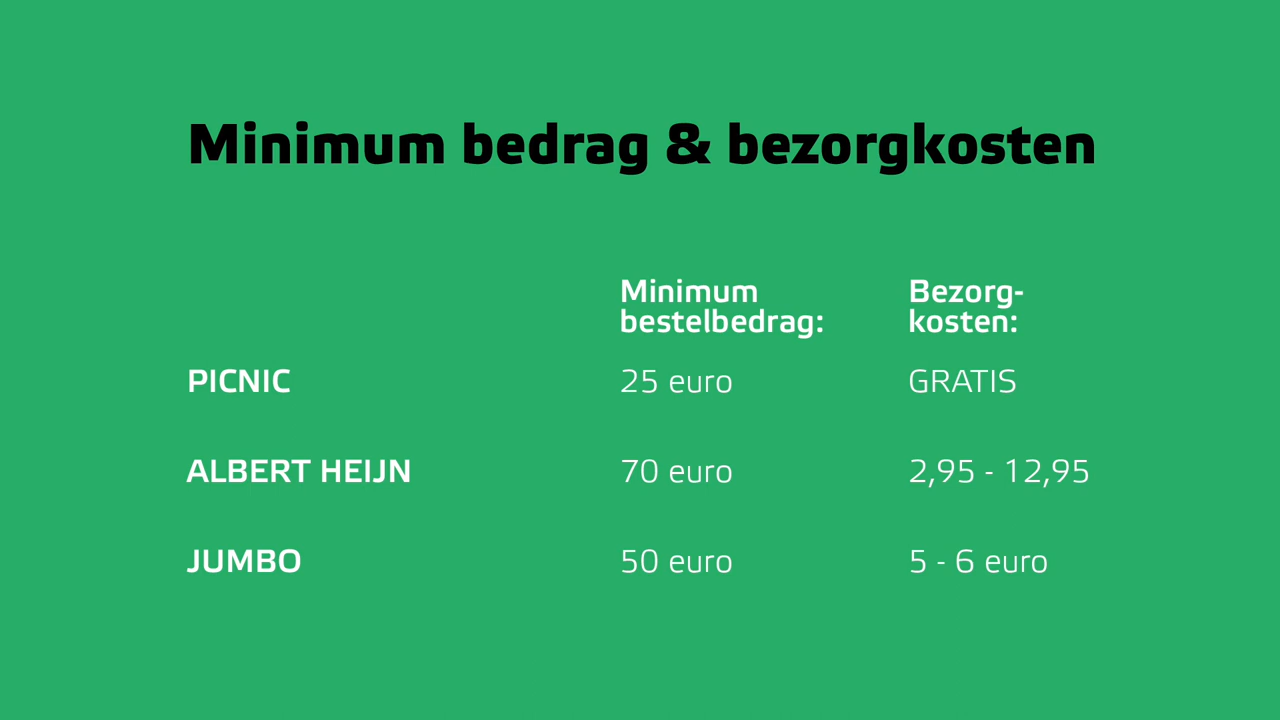 Minimum bedrag & bezorgkosten
Minimum Bezorg-
bestelbedrag: kosten:
PICNIC 25 euro GRATIS
ALBERT HEIJN 70 euro 2,95 - 12,95
JUMBO 50 euro 5 - 6 euro